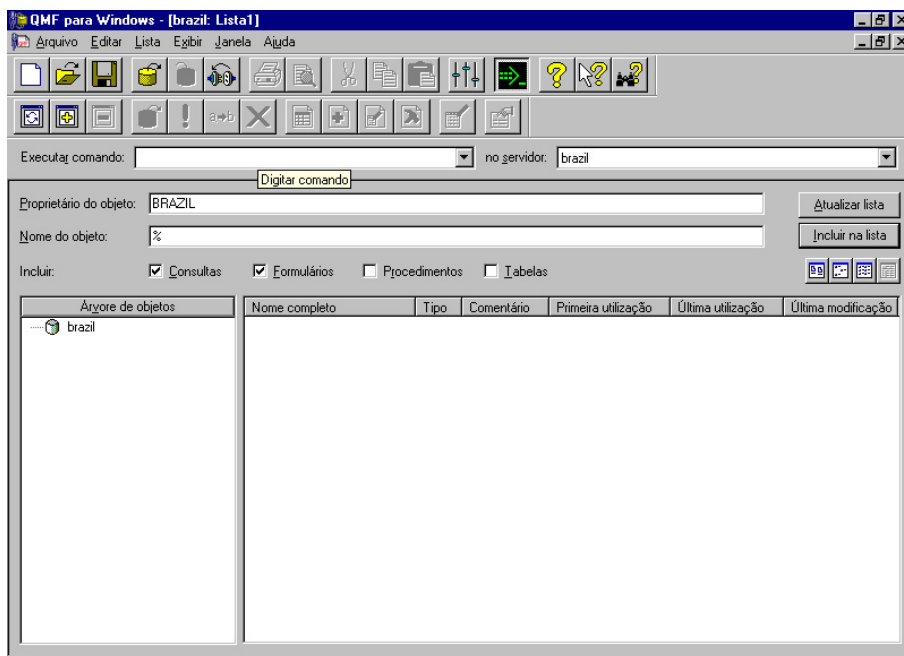 QMF para Windows - [brazil: Lista1]
Arquivo Editar Lista Exibir Janela Ajuda
a→b
Executar comando: no servidor: brazil
Digitar comando
Proprietário do objeto: BRAZIL Atualizar lista
Nome do objeto: % Incluir na lista
Incluir: Consultas Formulários Procedimentos Tabelas
Árvore de objetos Nome completo Tipo Comentário Primeira utilização Última utilização Última modificação
brazil